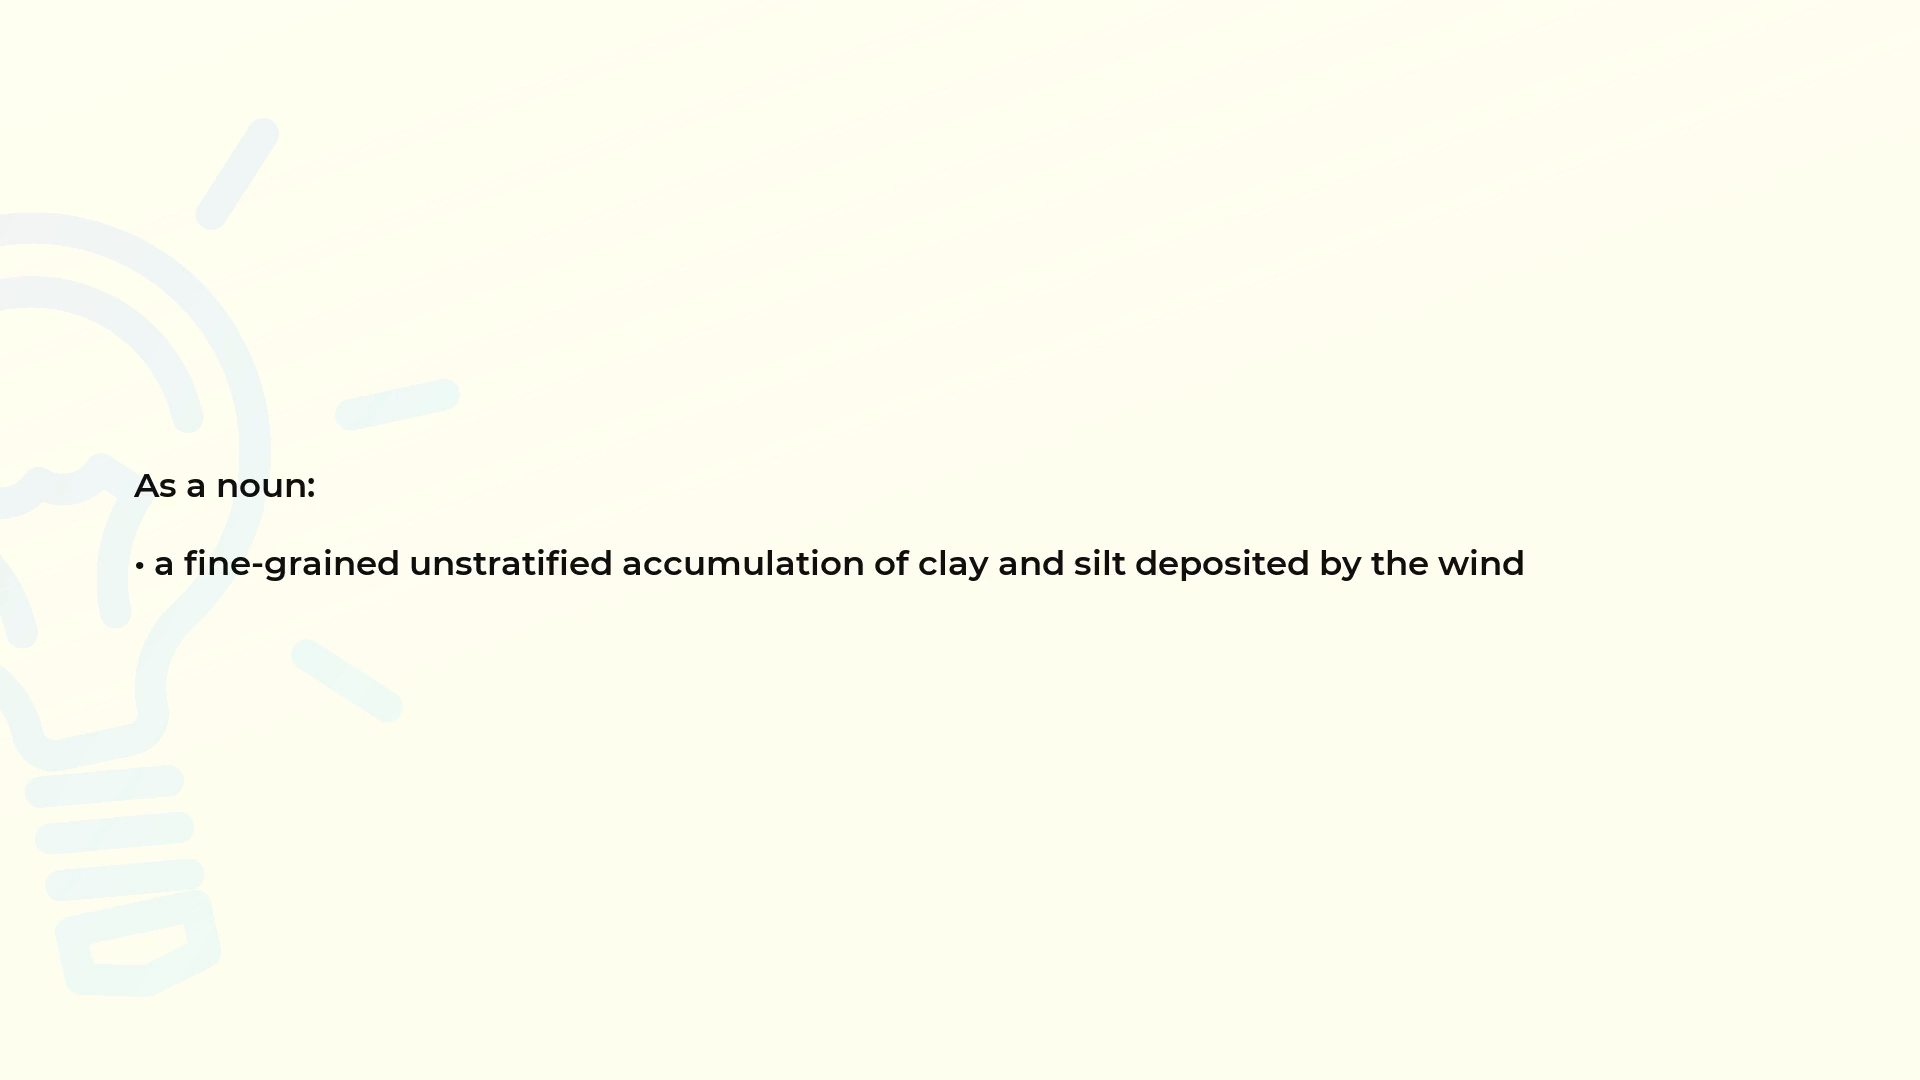 As a noun:
• a fine-grained unstratified accumulation of clay and silt deposited by the wind